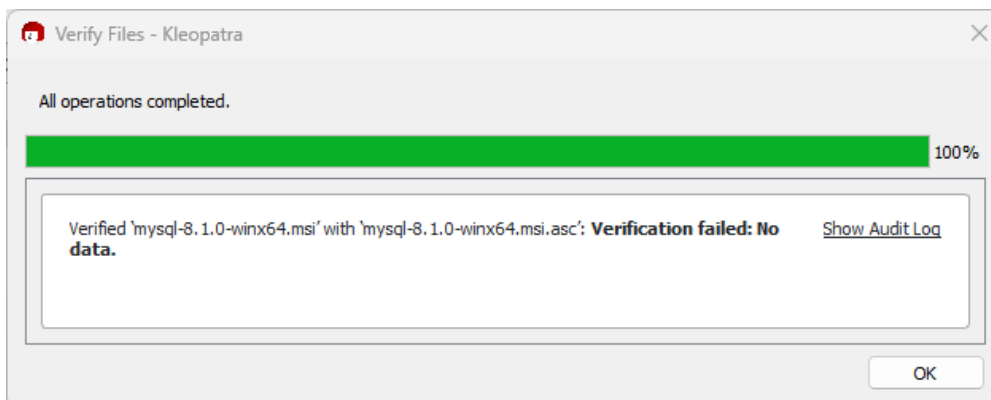 Verify Files - Kleopatra
All operations completed.
100%
Verified 'mysql-8.1.0-winx64.msi' with 'mysql-8.1.0-winx64.msi.asc': Verification failed: No
data.
Show Audit Log
OK